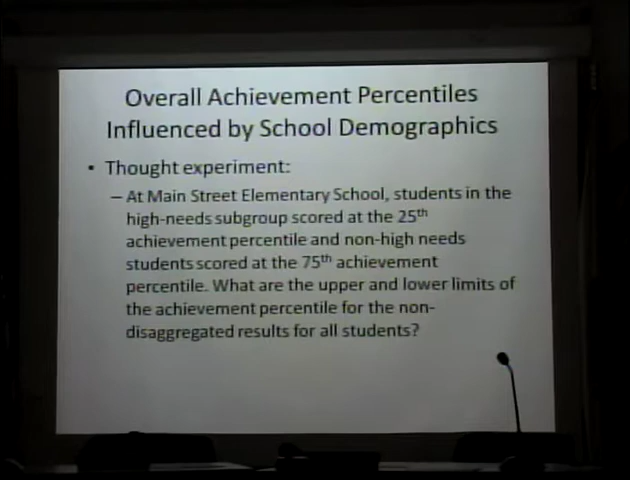 Overall Achievement Percentiles
Influenced by School Demographics
• Thought experiment:
– At Main Street Elementary School, students in the
high-needs subgroup scored at the 25th
achievement percentile and non-high needs
students scored at the 75th achievement
percentile. What are the upper and lower limits of
the achievement percentile for the non-
disaggregated results for all students?